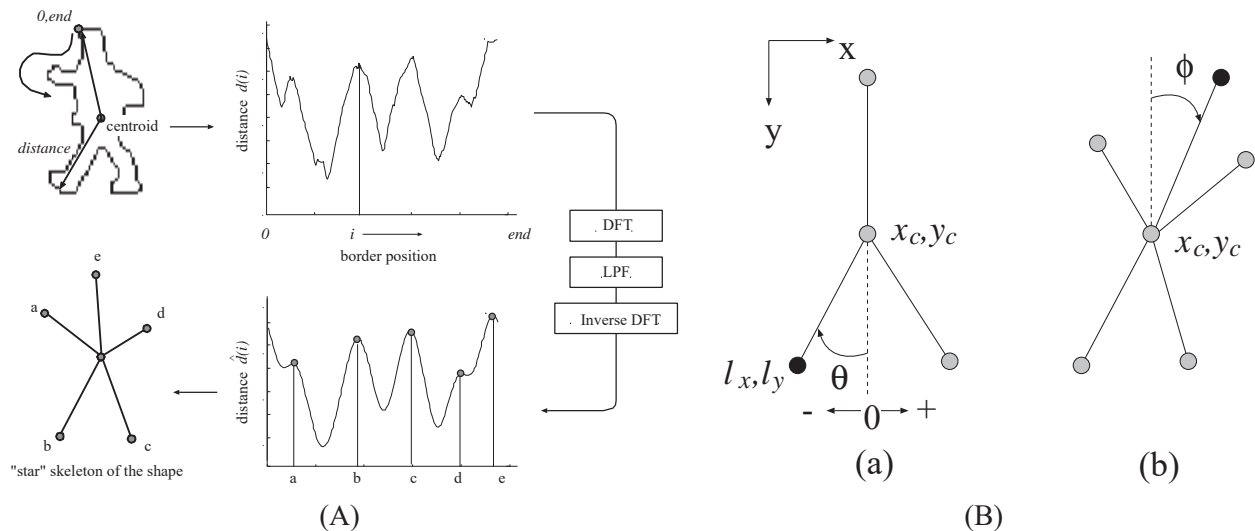 0,end
centroid
distance
distance d(i)
0
i
end
border position
DFT
LPF
Inverse DFT
distance d̂(i)
a
b
c
d
e
e
a
d
b
c
"star" skeleton of the shape
(A)
x
y
x_c,y_c
l_x,l_y
θ
- 0 +
(a)
ϕ
x_c,y_c
(b)
(B)